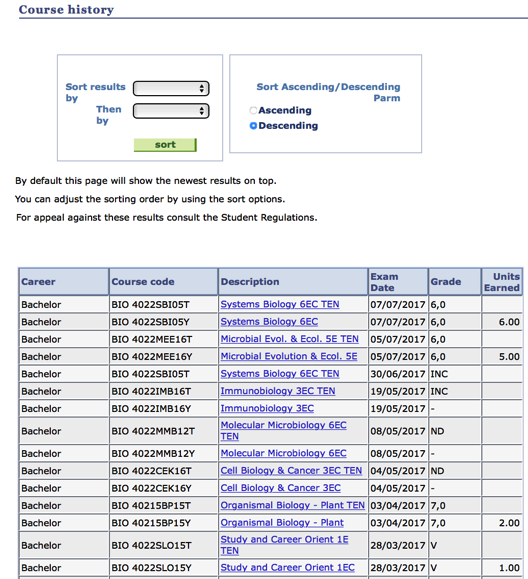 Course history
Sort results by
Then by
sort
Sort Ascending/Descending Parm
Ascending
Descending
By default this page will show the newest results on top.
You can adjust the sorting order by using the sort options.
For appeal against these results consult the Student Regulations.
Career Course code Description Exam Date Grade Units Earned
Bachelor BIO 4022SBI05T Systems Biology 6EC TEN 07/07/2017 6,0
Bachelor BIO 4022SBI05Y Systems Biology 6EC 07/07/2017 6,0 6.00
Bachelor BIO 4022MEE16T Microbial Evol. & Ecol. 5E TEN 05/07/2017 6,0
Bachelor BIO 4022MEE16Y Microbial Evolution & Ecol. 5E 05/07/2017 6,0 5.00
Bachelor BIO 4022SBI05T Systems Biology 6EC TEN 30/06/2017 INC
Bachelor BIO 4022IMB16T Immunobiology 3EC TEN 19/05/2017 INC
Bachelor BIO 4022IMB16Y Immunobiology 3EC 19/05/2017 -
Bachelor BIO 4022MMB12T Molecular Microbiology 6EC TEN 08/05/2017 ND
Bachelor BIO 4022MMB12Y Molecular Microbiology 6EC 08/05/2017 -
Bachelor BIO 4022CEK16T Cell Biology & Cancer 3EC TEN 04/05/2017 ND
Bachelor BIO 4022CEK16Y Cell Biology & Cancer 3EC 04/05/2017 -
Bachelor BIO 40215BP15T Organismal Biology - Plant TEN 03/04/2017 7,0
Bachelor BIO 40215BP15Y Organismal Biology - Plant 03/04/2017 7,0 2.00
Bachelor BIO 4022SLO15T Study and Career Orient 1E TEN 28/03/2017 V
Bachelor BIO 4022SLO15Y Study and Career Orient 1EC 28/03/2017 V 1.00